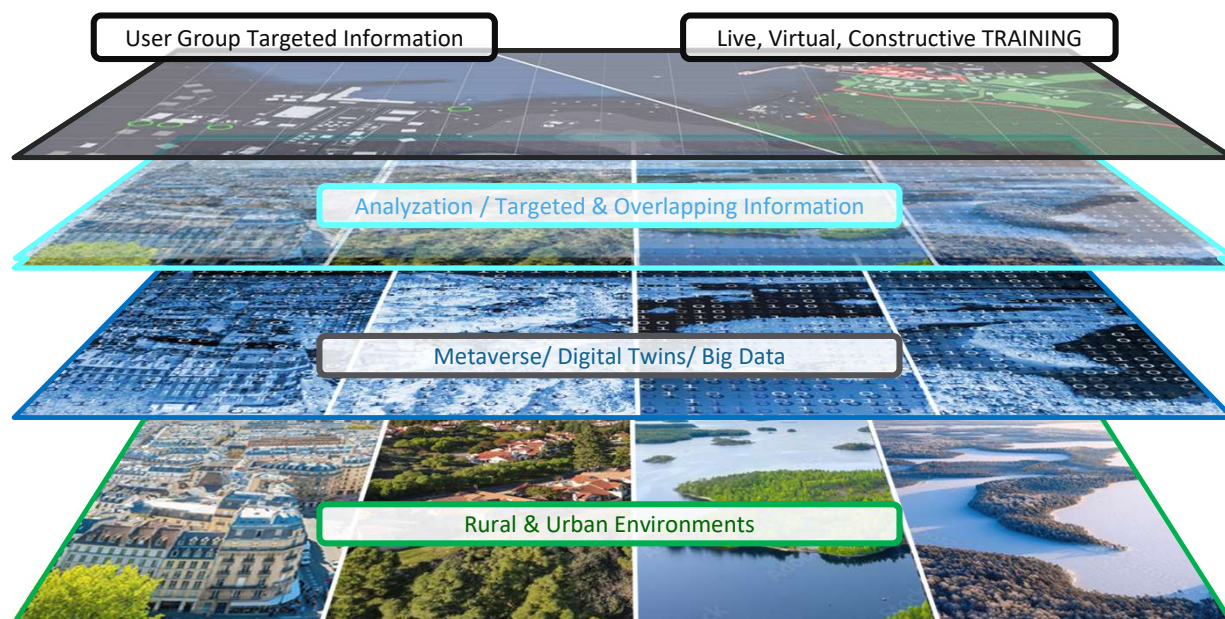 User Group Targeted Information
Live, Virtual, Constructive TRAINING
Analyzation / Targeted & Overlapping Information
Metaverse/ Digital Twins/ Big Data
Rural & Urban Environments